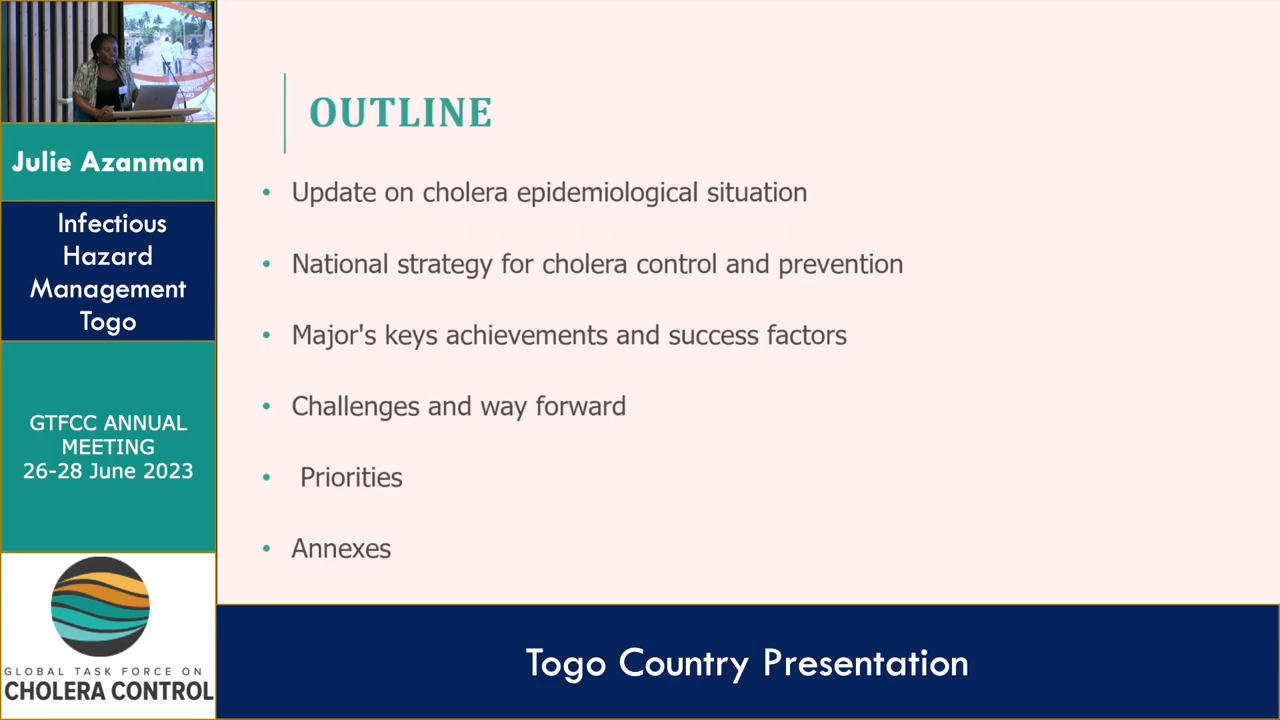 Julie Azanman
Infectious
Hazard
Management
Togo
GTFCC ANNUAL
MEETING
26-28 June 2023
GLOBAL TASK FORCE ON
CHOLERA CONTROL
OUTLINE
• Update on cholera epidemiological situation
• National strategy for cholera control and prevention
• Major's keys achievements and success factors
• Challenges and way forward
• Priorities
• Annexes
Togo Country Presentation